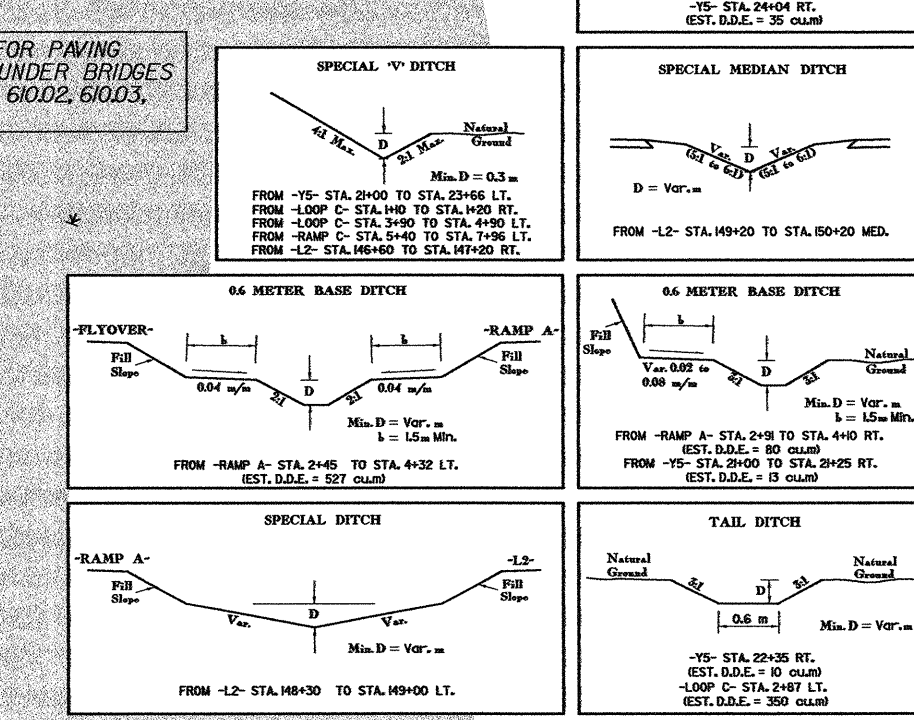 -Y5- STA. 24+04 RT.
(EST. D.D.E. = 35 cu.m)
FOR PAVING
UNDER BRIDGES
610.02, 610.03,
SPECIAL 'V' DITCH
4:1 Max.
D
2:1 Max.
Natural
Ground
Min. D = 0.3 m
FROM -Y5- STA. 21+00 TO STA. 23+66 LT.
FROM -LOOP C- STA. 1+10 TO STA. 1+20 RT.
FROM -LOOP C- STA. 3+90 TO STA. 4+90 LT.
FROM -RAMP C- STA. 5+40 TO STA. 7+96 LT.
FROM -L2- STA. 146+60 TO STA. 147+20 RT.
SPECIAL MEDIAN DITCH
Var.
(5:1 to 6:1)
D
Var.
(5:1 to 6:1)
D = Var. m
FROM -L2- STA. 149+20 TO STA. 150+20 MED.
0.6 METER BASE DITCH
-FLYOVER-
-RAMP A-
b
b
Fill
Slope
Fill
Slope
0.04 m/m
2:1
D
2:1
0.04 m/m
Min. D = Var. m
b = 1.5m Min.
FROM -RAMP A- STA. 2+45 TO STA. 4+32 LT.
(EST. D.D.E. = 527 cu.m)
0.6 METER BASE DITCH
b
Fill
Slope
Var. 0.02 to
0.08 m/m
3:1
D
3:1
Natural
Ground
Min. D = Var. m
b = 1.5m Min.
FROM -RAMP A- STA. 2+91 TO STA. 4+10 RT.
(EST. D.D.E. = 80 cu.m)
FROM -Y5- STA. 21+00 TO STA. 21+25 RT.
(EST. D.D.E. = 13 cu.m)
SPECIAL DITCH
-RAMP A-
-L2-
Fill
Slope
Fill
Slope
Var.
D
Var.
Min. D = Var. m
FROM -L2- STA. 148+30 TO STA. 149+00 LT.
TAIL DITCH
Natural
Ground
Natural
Ground
3:1
D
3:1
0.6 m
Min. D = Var. m
-Y5- STA. 22+35 RT.
(EST. D.D.E. = 10 cu.m)
-LOOP C- STA. 2+87 LT.
(EST. D.D.E. = 350 cu.m)